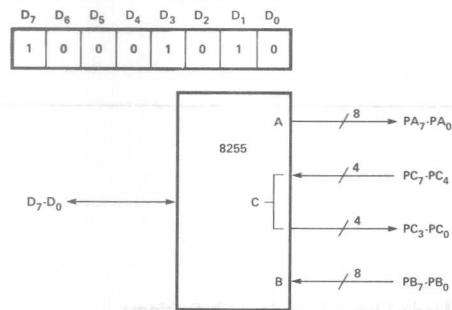 D7 D6 D5 D4 D3 D2 D1 D0
1 0 0 0 1 0 1 0
A 8 PA7-PA0
8255
4 PC7-PC4
D7-D0 C
4 PC3-PC0
B 8 PB7-PB0